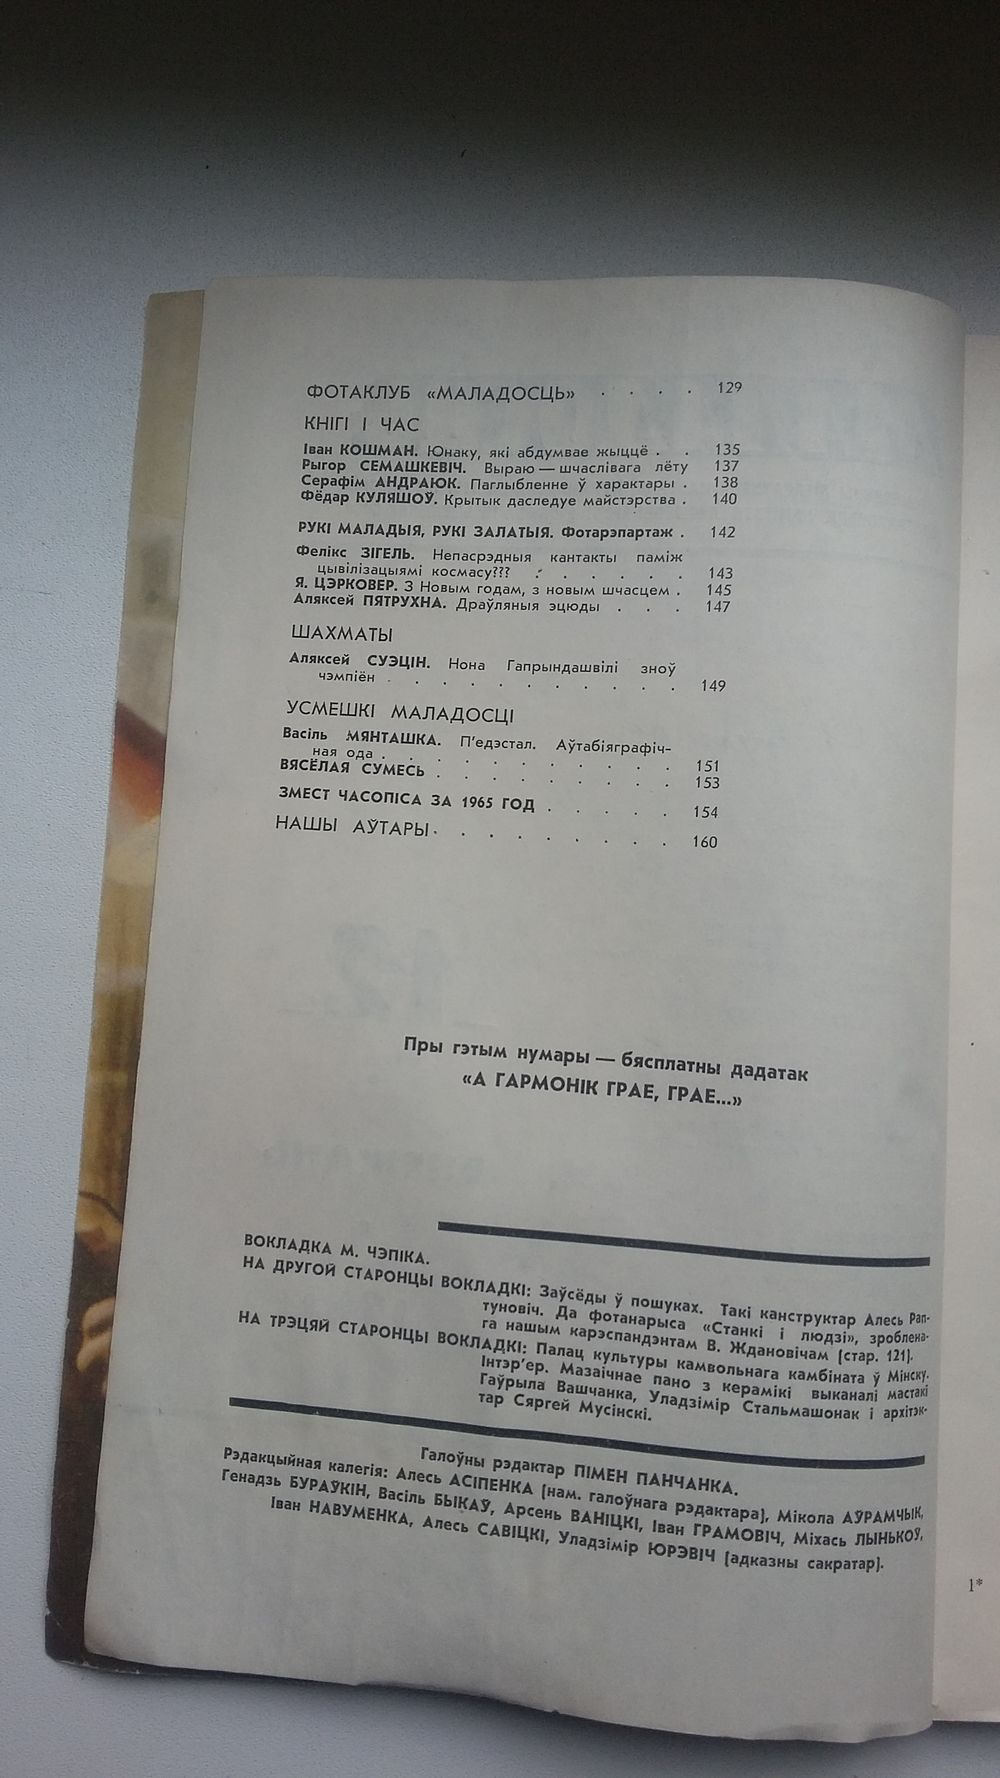 ФОТАКЛУБ «МАЛАДОСЦЬ» . . . . 129
КНІГІ І ЧАС
Іван КОШМАН. Юнаку, які абдумвае жыццё . . 135
Рыгор СЕМАШКЕВІЧ. Выраю — шчаслівага лёту 137
Серафім АНДРАЮК. Паглыбленне ў характары . 138
Фёдар КУЛЯШОЎ. Крытык даследуе майстэрства . 140
РУКІ МАЛАДЫЯ, РУКІ ЗАЛАТЫЯ. Фотарэпартаж . 142
Фелікс ЗІГЕЛЬ. Непасрэдныя кантакты паміж
цывілізацыямі космасу??? . . . . . . 143
Я. ЦЭРКОВЕР. З Новым годам, з новым шчасцем . 145
Аляксей ПЯТРУХНА. Драўляныя эцюды . . . 147
ШАХМАТЫ
Аляксей СУЭЦІН. Нона Гапрындашвілі зноў
чэмпіён . . . . . . . . . . . 149
УСМЕШКІ МАЛАДОСЦІ
Васіль МЯНТАШКА. П'едэстал. Аўтабіяграфіч-
ная ода . . . . . . . . . . . 151
ВЯСЁЛАЯ СУМЕСЬ . . . . . . . . . 153
ЗМЕСТ ЧАСОПІСА ЗА 1965 ГОД . . . . . 154
НАШЫ АЎТАРЫ . . . . . . . . . 160
Пры гэтым нумары — бясплатны дадатак
«А ГАРМОНІК ГРАЕ, ГРАЕ...»
ВОКЛАДКА М. ЧЭПІКА.
НА ДРУГОЙ СТАРОНЦЫ ВОКЛАДКІ: Заўсёды ў пошуках. Такі канструктар Алесь Рап-
туновіч. Да фотанарыса «Станкі і людзі», зроблена-
га нашым карэспандэнтам В. Ждановічам (стар. 121).
НА ТРЭЦЯЙ СТАРОНЦЫ ВОКЛАДКІ: Палац культуры камвольнага камбіната ў Мінску.
Інтэр'ер. Мазаічнае пано з керамікі выканалі мастакі
Гаўрыла Вашчанка, Уладзімір Стальмашонак і архітэк-
тар Сяргей Мусінскі.
Галоўны рэдактар ПІМЕН ПАНЧАНКА.
Рэдакцыйная калегія: Алесь АСІПЕНКА (нам. галоўнага рэдактара), Мікола АЎРАМЧЫК,
Генадзь БУРАЎКІН, Васіль БЫКАЎ, Арсень ВАНІЦКІ, Іван ГРАМОВІЧ, Міхась ЛЫНЬКОЎ,
Іван НАВУМЕНКА, Алесь САВІЦКІ, Уладзімір ЮРЭВІЧ (адказны сакратар).
1*